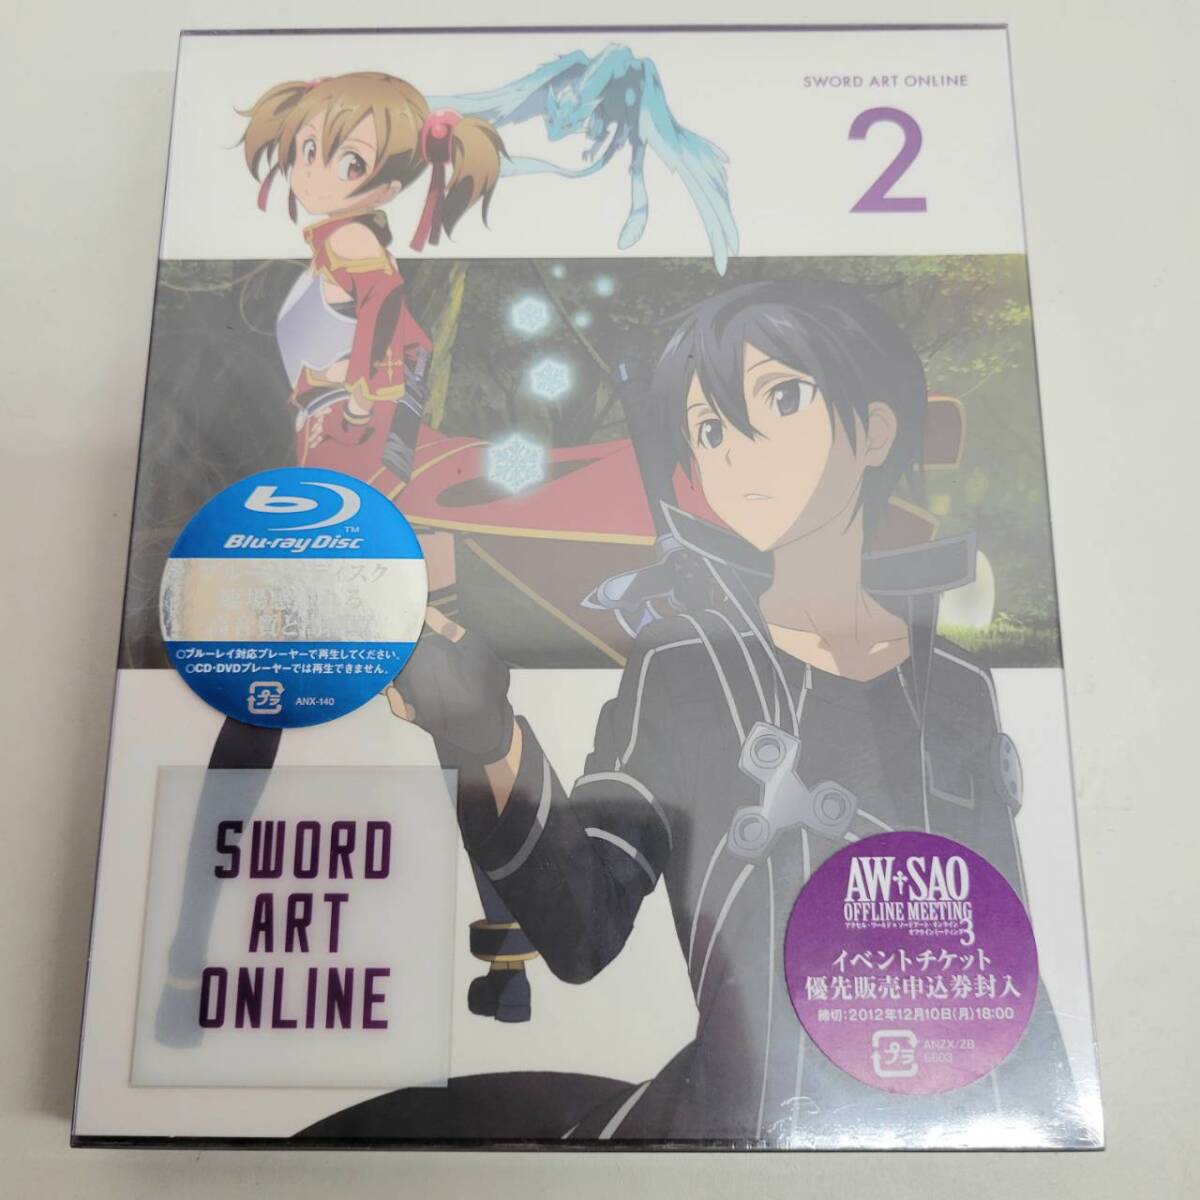 SWORD ART ONLINE
2
Blu-ray Disc
TM
ディスク
○ブルーレイ対応プレーヤーで再生してください。
○CD・DVDプレーヤーでは再生できません。
プラ
ANX-140
SWORD
ART
ONLINE
AW†SAO
OFFLINE MEETING
アクセル・ワールド×ソードアート・オンライン
オフラインミーティング
3
イベントチケット
優先販売申込券封入
締切:2012年12月10日(月)18:00
プラ
ANZX/ZB
6603